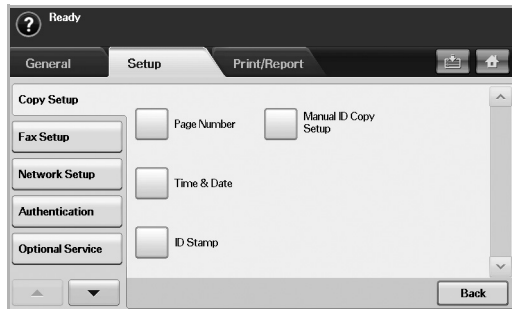 ? Ready
General Setup Print/Report
Copy Setup
Fax Setup
Network Setup
Authentication
Optional Service
Page Number
Manual ID Copy
Setup
Time & Date
ID Stamp
Back